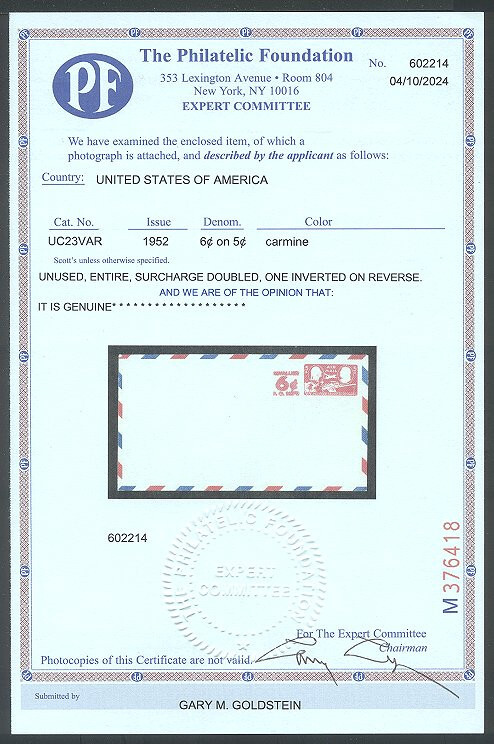 PF
The Philatelic Foundation
353 Lexington Avenue • Room 804
New York, NY 10016
EXPERT COMMITTEE
No. 602214
04/10/2024
We have examined the enclosed item, of which a
photograph is attached, and described by the applicant as follows:
Country: UNITED STATES OF AMERICA
Cat. No. Issue Denom. Color
UC23VAR 1952 6¢ on 5¢ carmine
Scott's unless otherwise specified.
UNUSED, ENTIRE, SURCHARGE DOUBLED, ONE INVERTED ON REVERSE.
AND WE ARE OF THE OPINION THAT:
IT IS GENUINE* * * * * * * * * * * * * * * * * * *
6¢
602214
THE PHILATELIC FOUNDATION
EXPERT
COMMITTEE
M 376418
For The Expert Committee
Chairman
Photocopies of this Certificate are not valid.
Submitted by
GARY M. GOLDSTEIN